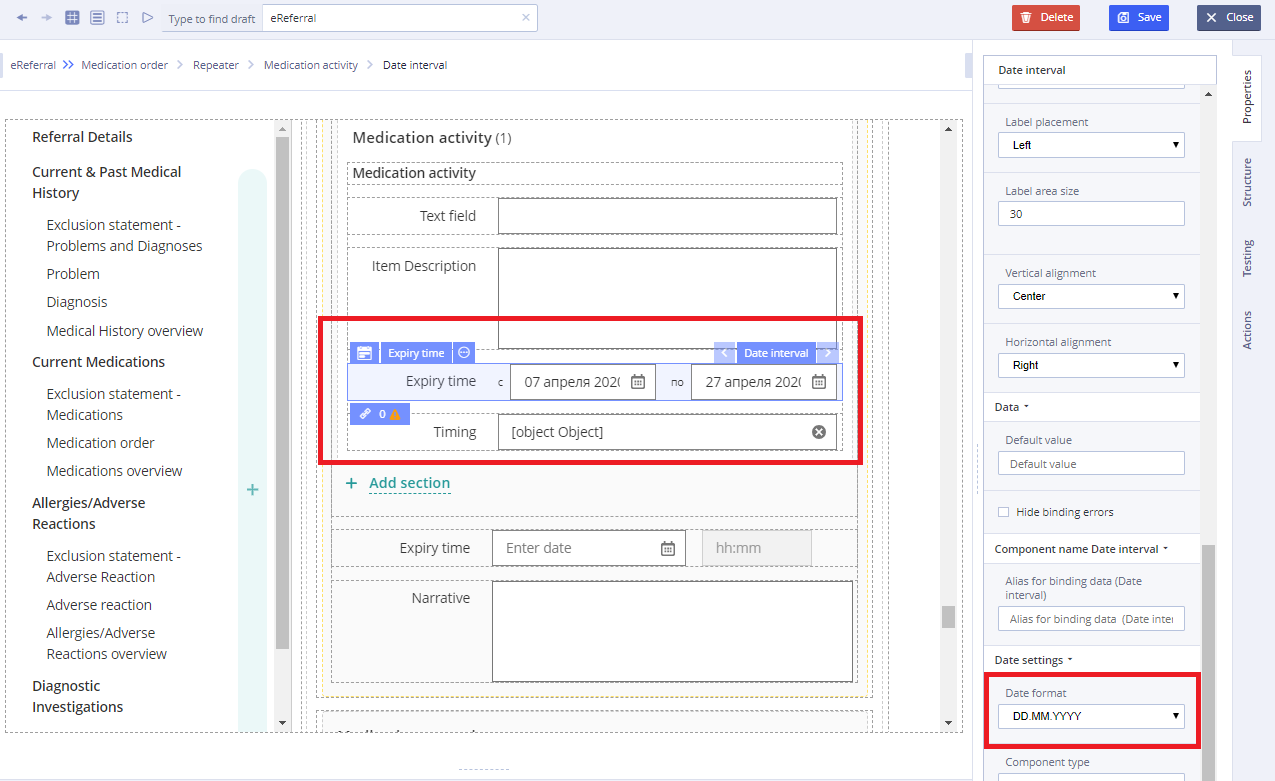 Type to find draft
eReferral
Delete
Save
Close
eReferral
Medication order
Repeater
Medication activity
Date interval
Referral Details
Current & Past Medical
History
Exclusion statement -
Problems and Diagnoses
Problem
Diagnosis
Medical History overview
Current Medications
Exclusion statement -
Medications
Medication order
Medications overview
Allergies/Adverse
Reactions
Exclusion statement -
Adverse Reaction
Adverse reaction
Allergies/Adverse
Reactions overview
Diagnostic
Investigations
Medication activity (1)
Medication activity
Text field
Item Description
Expiry time
Date interval
Expiry time
с
07 апреля 2020
по
27 апреля 2020
0
Timing
[object Object]
+ Add section
Expiry time
Enter date
hh:mm
Narrative
Date interval
Label placement
Left
Label area size
30
Vertical alignment
Center
Horizontal alignment
Right
Data
Default value
Default value
Hide binding errors
Component name Date interval
Alias for binding data (Date
interval)
Alias for binding data (Date inte
Date settings
Date format
DD.MM.YYYY
Component type
Properties
Structure
Testing
Actions